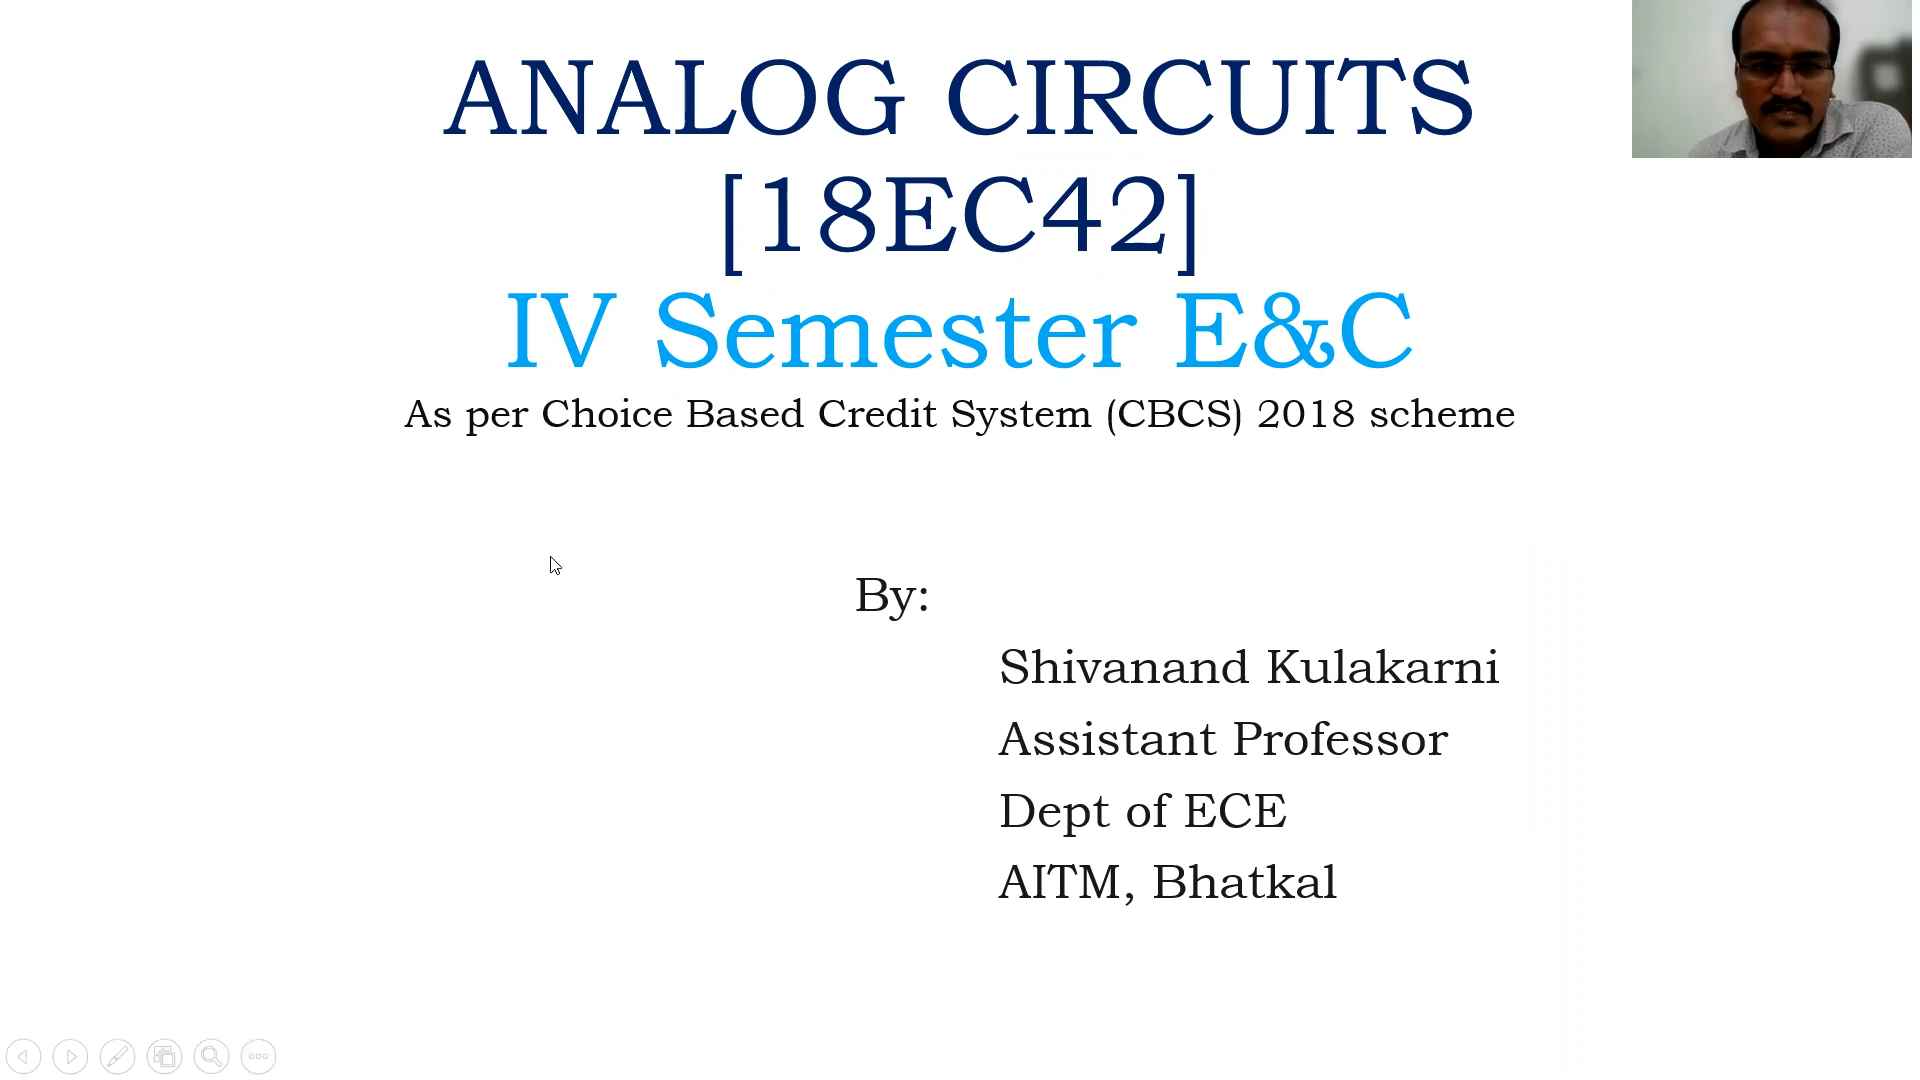 ANALOG CIRCUITS
[18EC42]
IV Semester E&C
As per Choice Based Credit System (CBCS) 2018 scheme
By:
Shivanand Kulakarni
Assistant Professor
Dept of ECE
AITM, Bhatkal